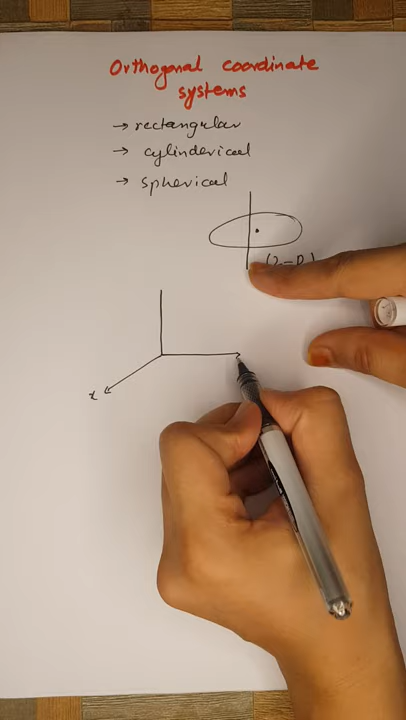 Orthogonal coordinate
systems
→ rectangular
→ cylinderical
→ spherical
x